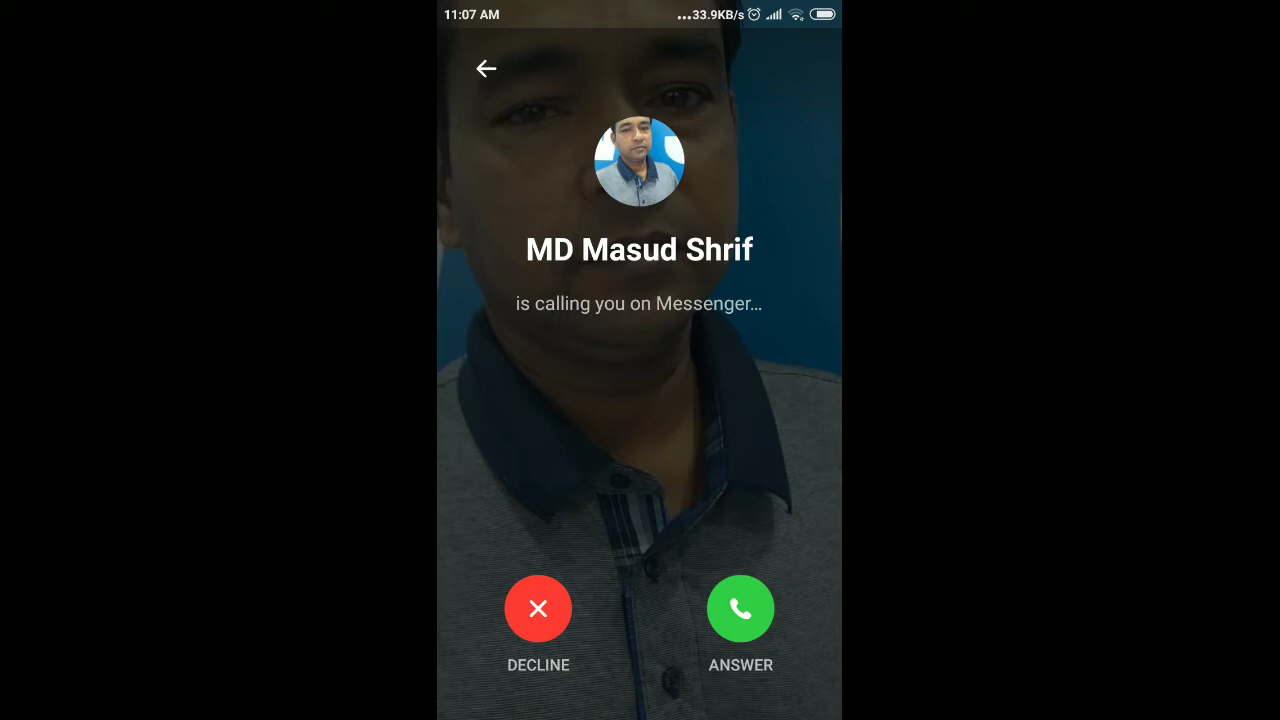 11:07 AM ...33.9KB/s
MD Masud Shrif
is calling you on Messenger...
DECLINE ANSWER